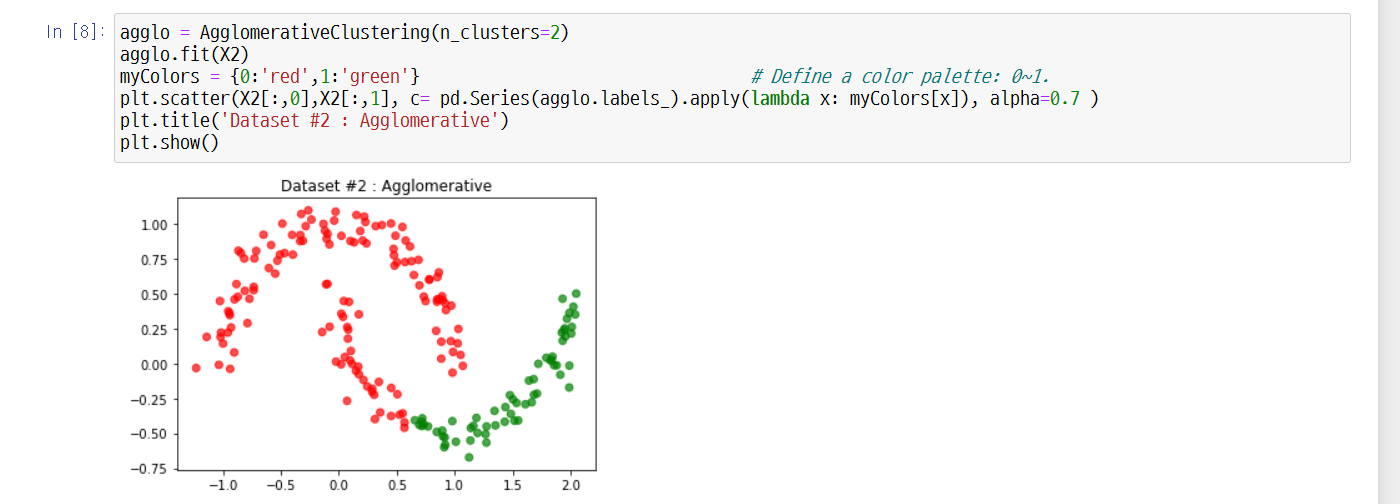 In [8]:
agglo = AgglomerativeClustering(n_clusters=2)
agglo.fit(X2)
myColors = {0:'red',1:'green'} # Define a color palette: 0~1.
plt.scatter(X2[:,0],X2[:,1], c= pd.Series(agglo.labels_).apply(lambda x: myColors[x]), alpha=0.7 )
plt.title('Dataset #2 : Agglomerative')
plt.show()
Dataset #2 : Agglomerative
1.00
0.75
0.50
0.25
0.00
−0.25
−0.50
−0.75
−1.0 −0.5 0.0 0.5 1.0 1.5 2.0